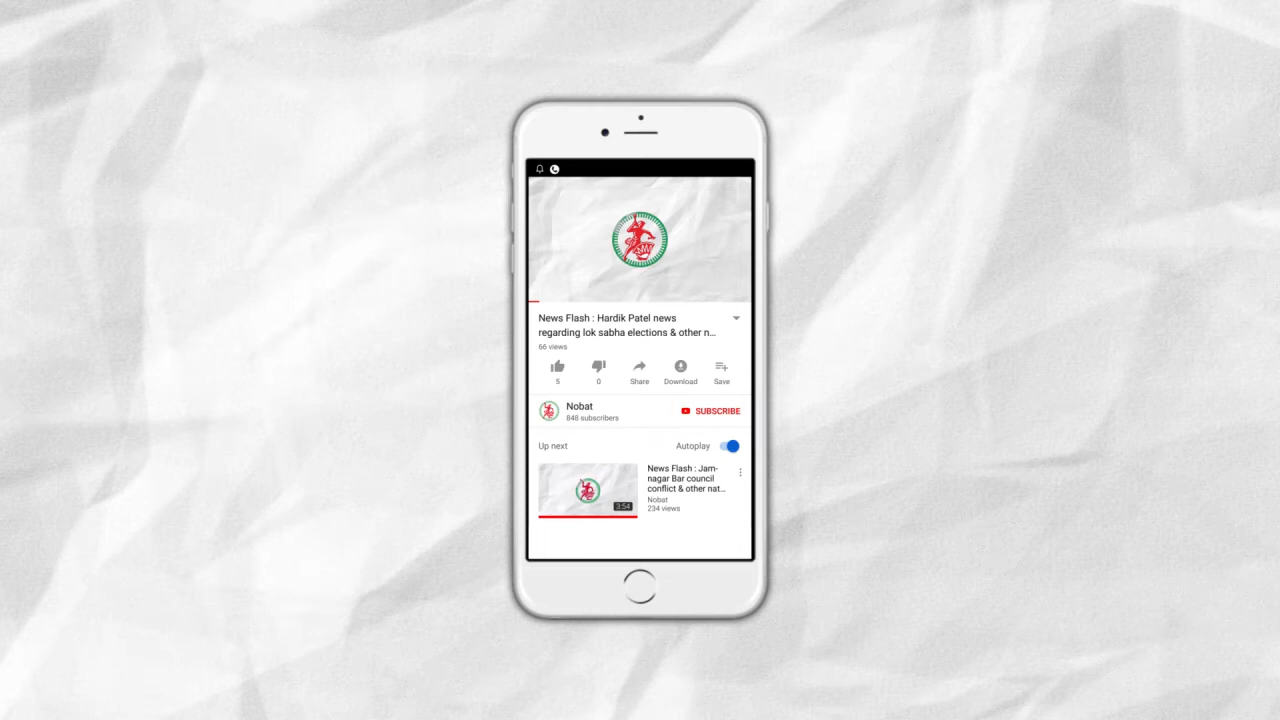 News Flash : Hardik Patel news
regarding lok sabha elections & other n...
66 views
5
0
Share
Download
Save
Nobat
848 subscribers
SUBSCRIBE
Up next
Autoplay
News Flash : Jam-
nagar Bar council
conflict & other nat...
Nobat
234 views
3:54